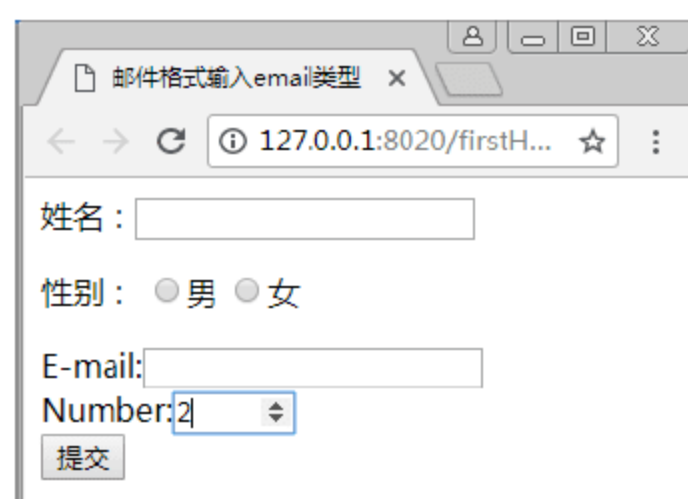 邮件格式输入email类型
127.0.0.1:8020/firstH...
姓名：
性别： 男 女
E-mail:
Number:2
提交